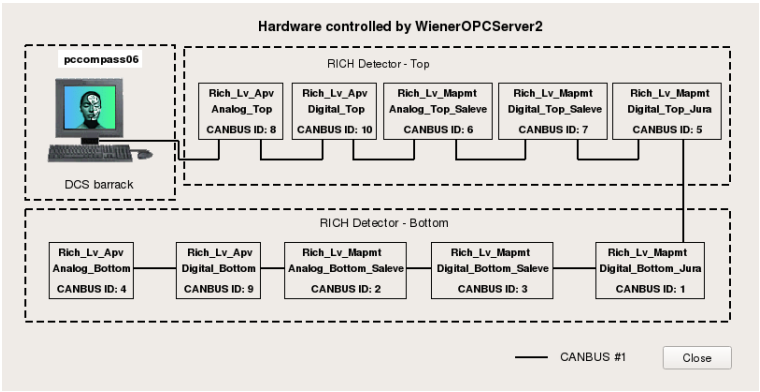 Hardware controlled by WienerOPCServer2
pccompass06
DCS barrack
RICH Detector - Top
Rich_Lv_Apv
Analog_Top
CANBUS ID: 8
Rich_Lv_Apv
Digital_Top
CANBUS ID: 10
Rich_Lv_Mapmt
Analog_Top_Saleve
CANBUS ID: 6
Rich_Lv_Mapmt
Digital_Top_Saleve
CANBUS ID: 7
Rich_Lv_Mapmt
Digital_Top_Jura
CANBUS ID: 5
RICH Detector - Bottom
Rich_Lv_Apv
Analog_Bottom
CANBUS ID: 4
Rich_Lv_Apv
Digital_Bottom
CANBUS ID: 9
Rich_Lv_Mapmt
Analog_Bottom_Saleve
CANBUS ID: 2
Rich_Lv_Mapmt
Digital_Bottom_Saleve
CANBUS ID: 3
Rich_Lv_Mapmt
Digital_Bottom_Jura
CANBUS ID: 1
CANBUS #1
Close